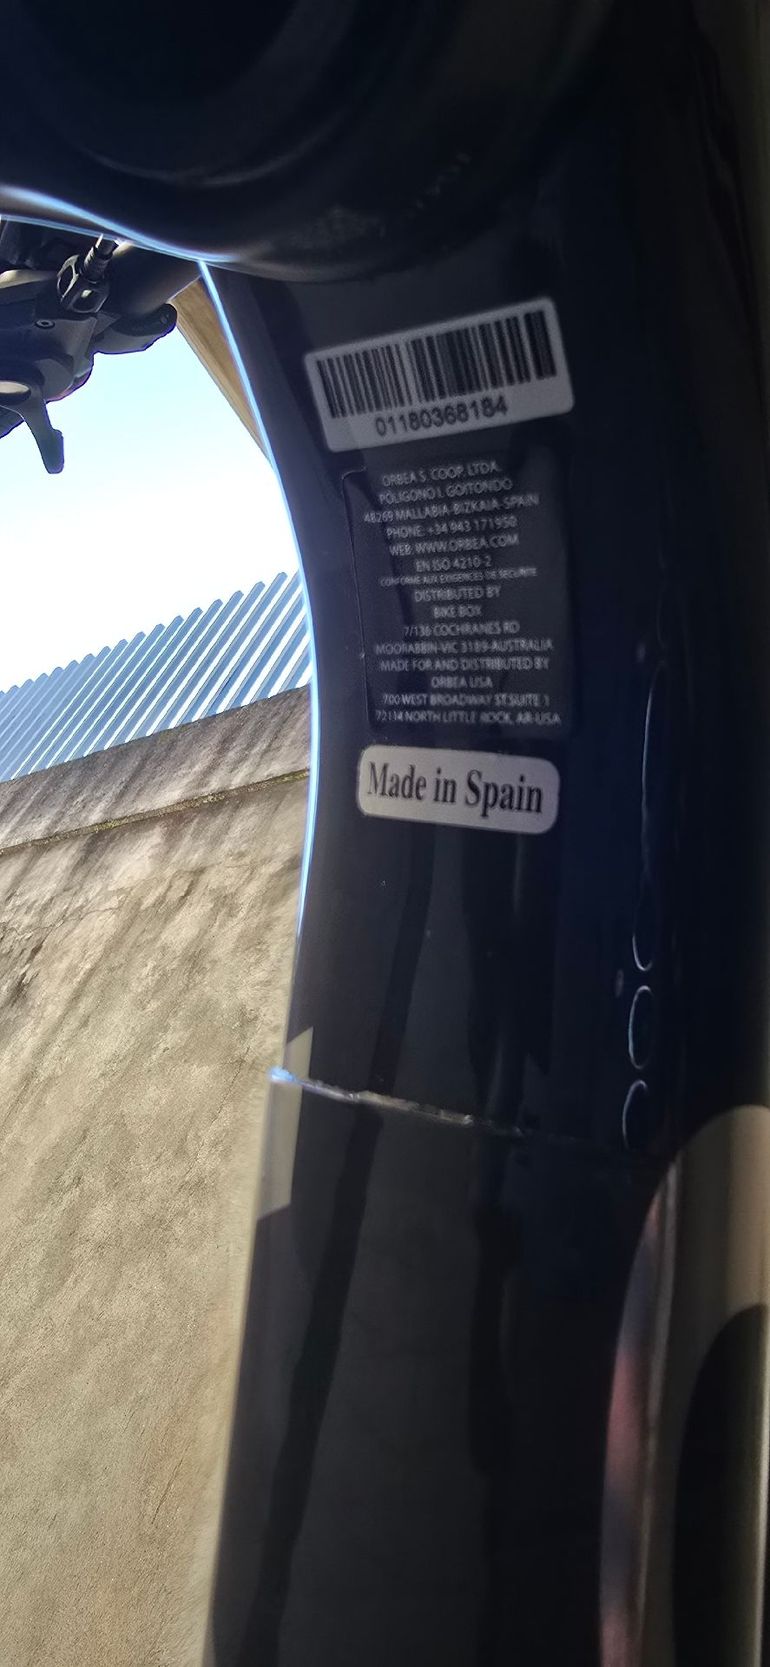 01180368184
ORBEA S. COOP. LTDA.
POLIGONO I. GOITONDO
48269 MALLABIA-BIZKAIA-SPAIN
PHONE: +34 943 171950
WEB: WWW.ORBEA.COM
EN ISO 4210-2
CONFORME AUX EXIGENCES DE SECURITE
DISTRIBUTED BY
BIKE BOX
7/136 COCHRANES RD
MOORABBIN-VIC 3189-AUSTRALIA
MADE FOR AND DISTRIBUTED BY
ORBEA USA
700 WEST BROADWAY ST.SUITE 1
72114 NORTH LITTLE ROCK, AR-USA
Made in Spain